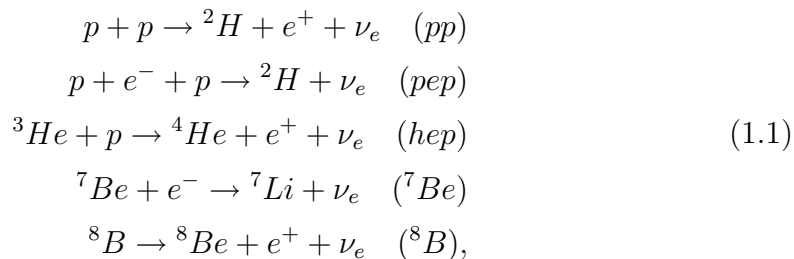 p + p → ²H + e⁺ + νₑ (pp)
p + e⁻ + p → ²H + νₑ (pep)
³He + p → ⁴He + e⁺ + νₑ (hep) (1.1)
⁷Be + e⁻ → ⁷Li + νₑ (⁷Be)
⁸B → ⁸Be + e⁺ + νₑ (⁸B),